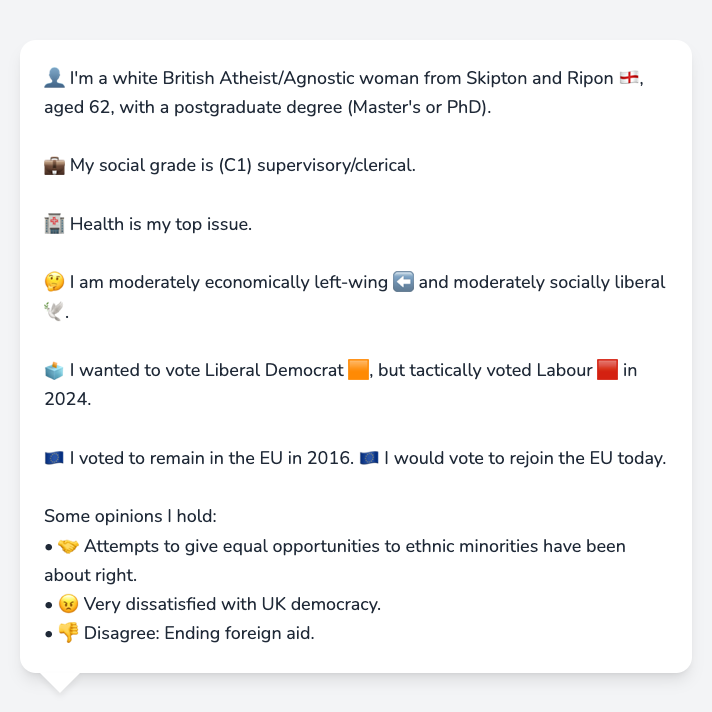 👤 I'm a white British Atheist/Agnostic woman from Skipton and Ripon 🏴󠁧󠁢󠁥󠁮󠁧󠁿,
aged 62, with a postgraduate degree (Master's or PhD).
💼 My social grade is (C1) supervisory/clerical.
🏥 Health is my top issue.
🤔 I am moderately economically left-wing ⬅️ and moderately socially liberal
🕊️.
🗳️ I wanted to vote Liberal Democrat 🟧, but tactically voted Labour 🟥 in
2024.
🇪🇺 I voted to remain in the EU in 2016. 🇪🇺 I would vote to rejoin the EU today.
Some opinions I hold:
• 🤝 Attempts to give equal opportunities to ethnic minorities have been
about right.
• 😠 Very dissatisfied with UK democracy.
• 👎 Disagree: Ending foreign aid.